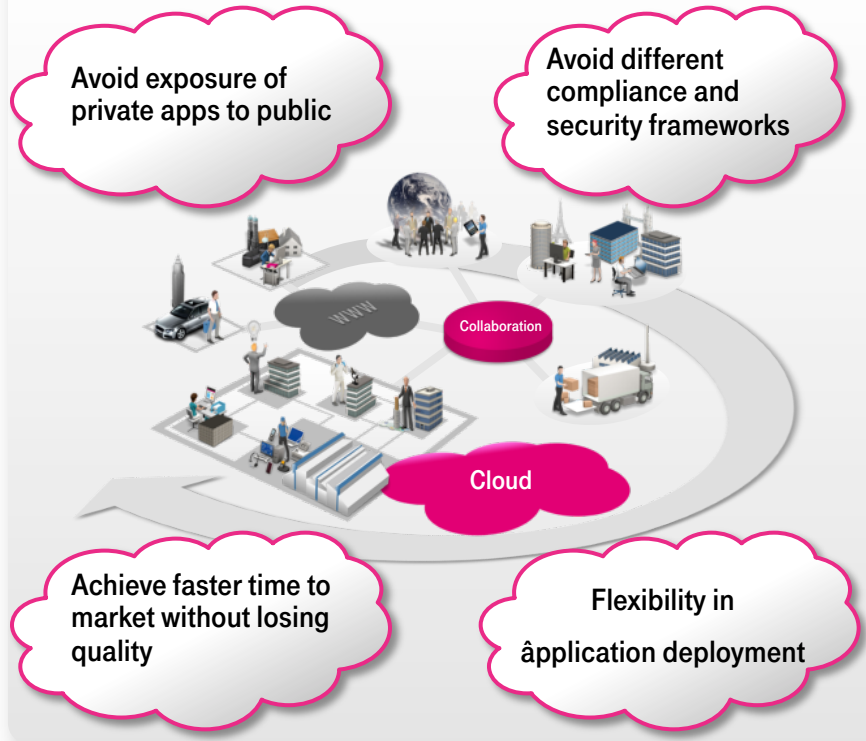 Avoid exposure of
private apps to public
Avoid different
compliance and
security frameworks
WWW
Collaboration
Cloud
Achieve faster time to
market without losing
quality
Flexibility in
âpplication deployment